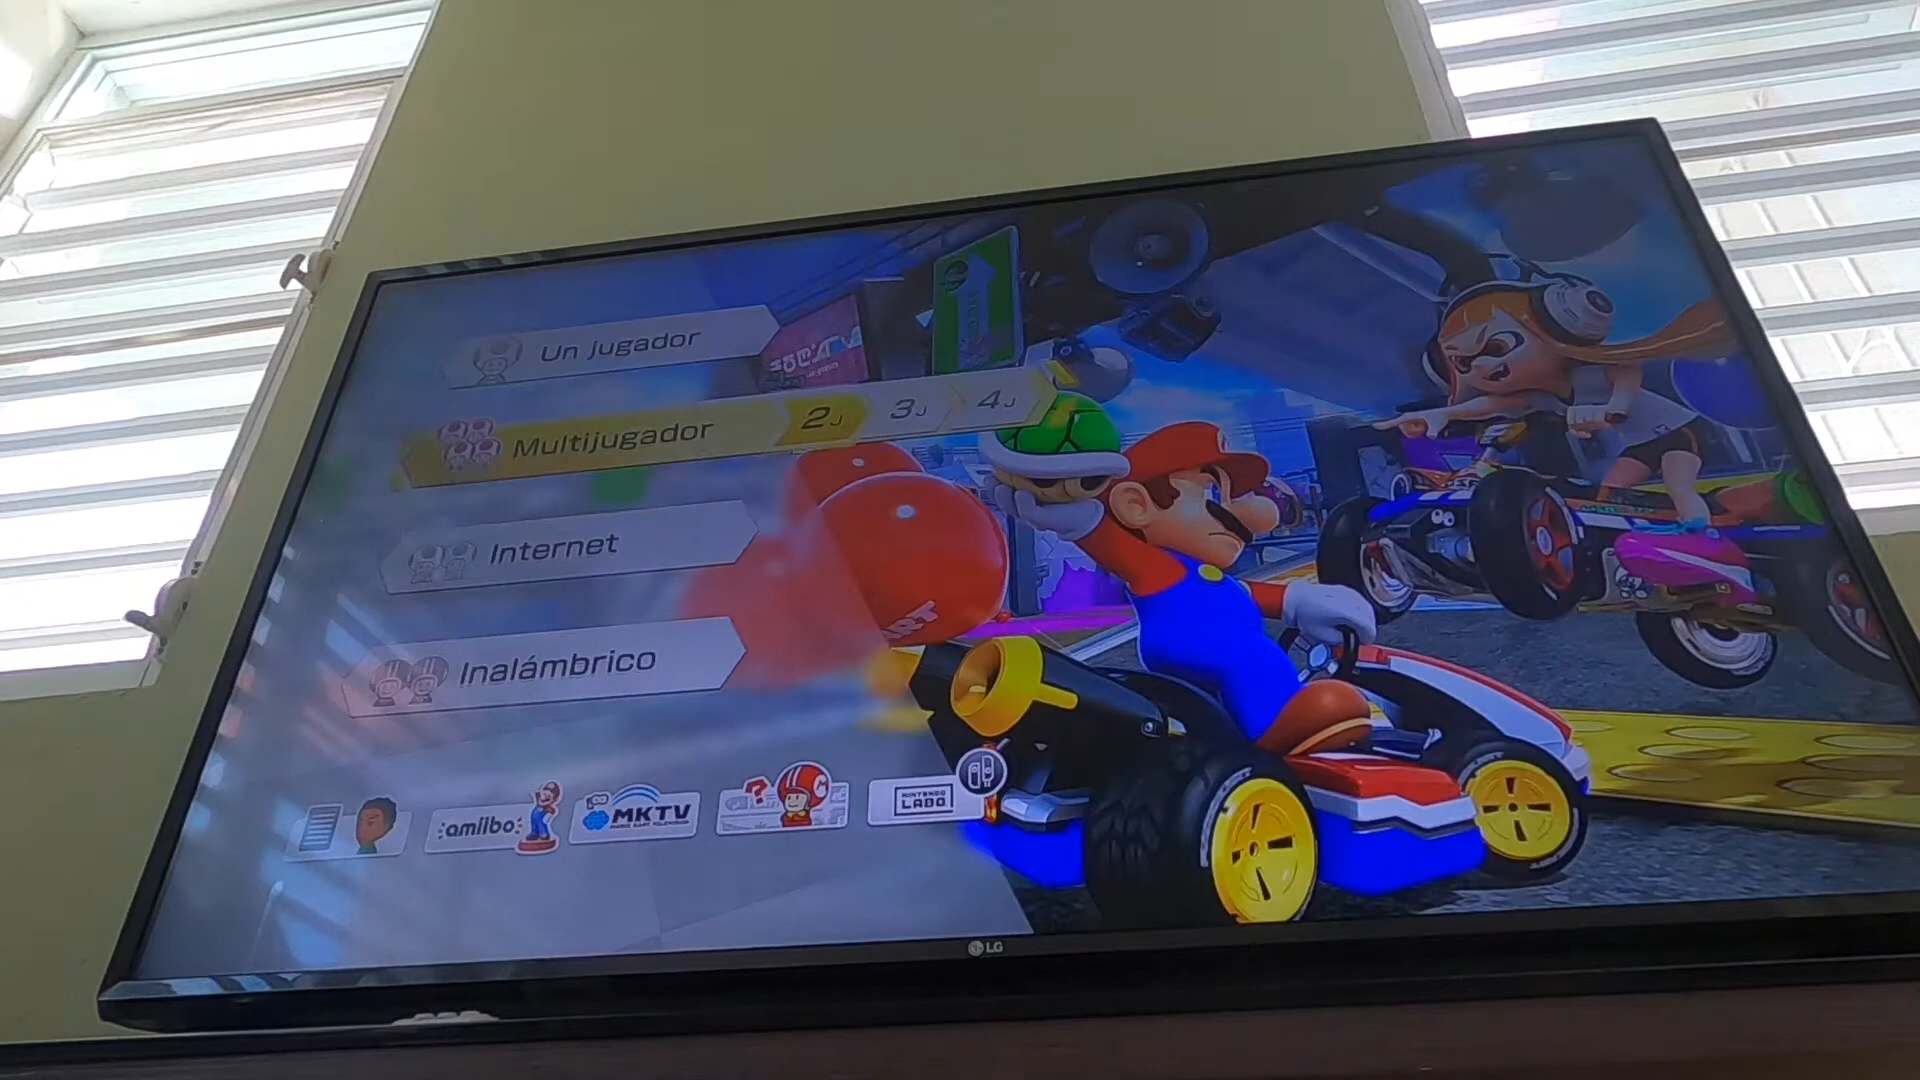 Un jugador
Multijugador 2J 3J 4J
Internet
Inalámbrico
amiibo
MKTV
NINTENDO
LABO
LG